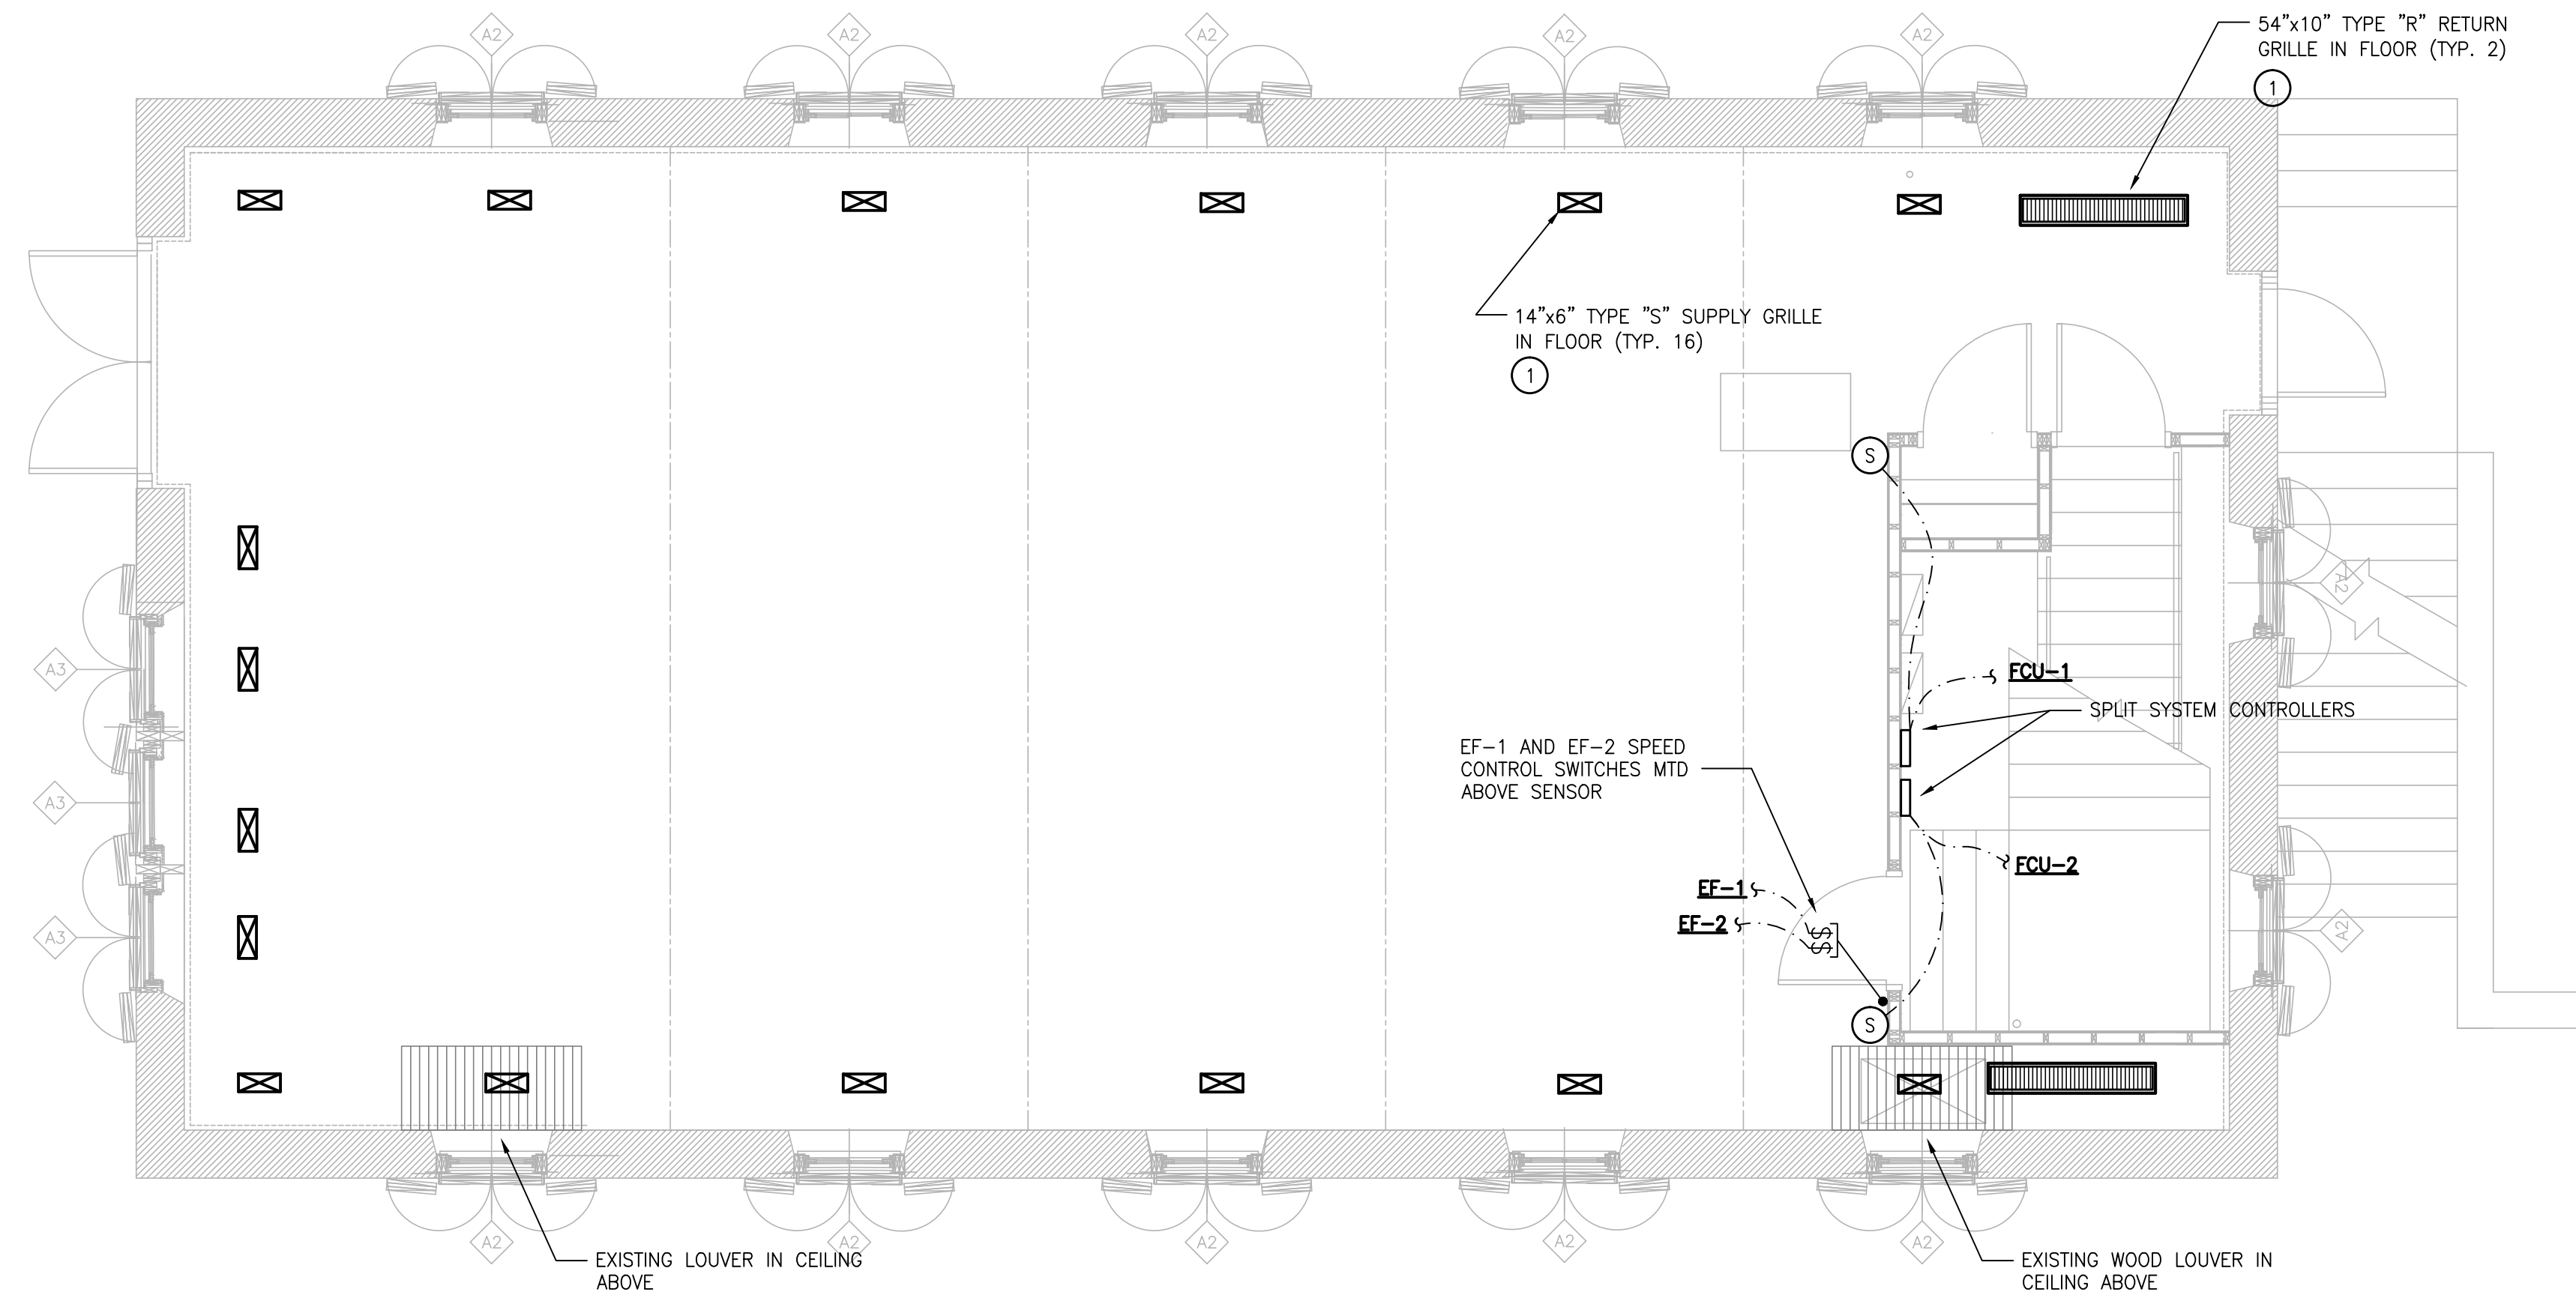 A2
A2
A2
A2
A2
54"x10" TYPE "R" RETURN
GRILLE IN FLOOR (TYP. 2)
1
14"x6" TYPE "S" SUPPLY GRILLE
IN FLOOR (TYP. 16)
1
S
A2
A3
FCU-1
SPLIT SYSTEM CONTROLLERS
EF-1 AND EF-2 SPEED
CONTROL SWITCHES MTD
ABOVE SENSOR
A3
FCU-2
EF-1
EF-2
$$
A3
A2
S
A2
A2
A2
A2
A2
EXISTING LOUVER IN CEILING
ABOVE
EXISTING WOOD LOUVER IN
CEILING ABOVE